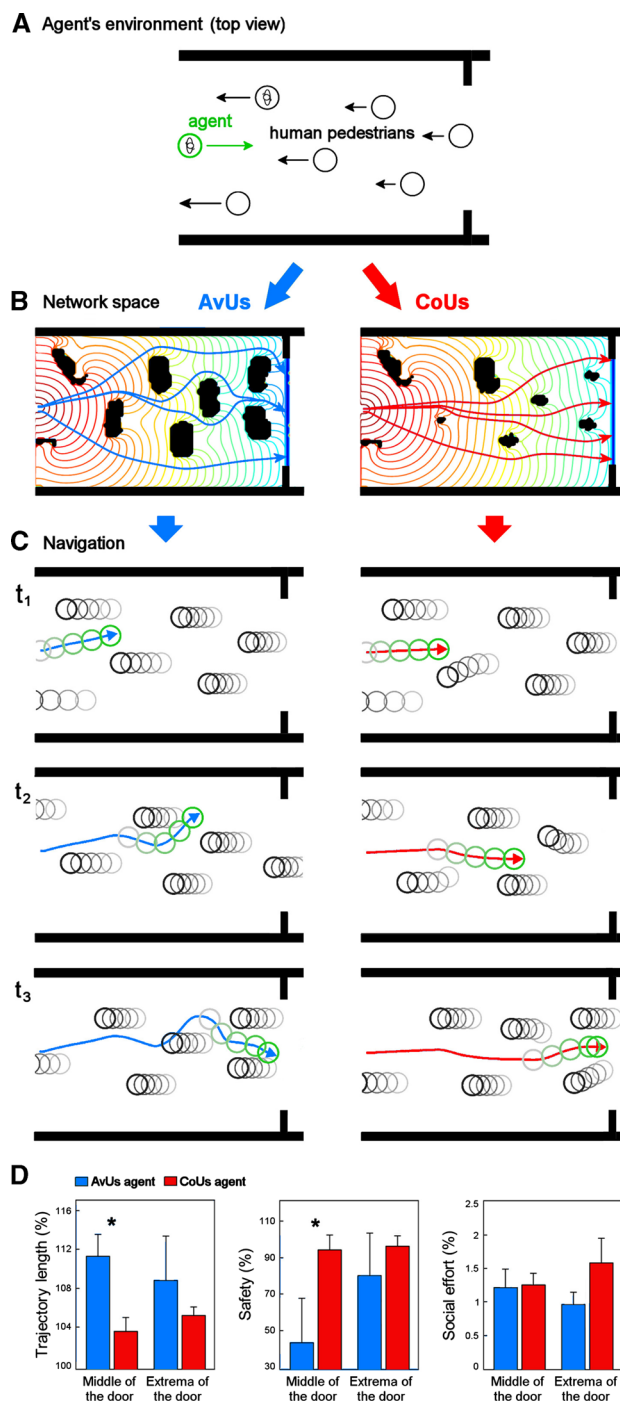 A Agent's environment (top view)
agent
human pedestrians
B Network space
AvUs
CoUs
C Navigation
t1
t2
t3
D
AvUs agent
CoUs agent
Trajectory length (%)
116
112
108
104
100
*
Middle of
the door
Extrema of
the door
Safety (%)
110
90
70
50
30
*
Middle of
the door
Extrema of
the door
Social effort (%)
2.5
2
1.5
1
0.5
0
Middle of
the door
Extrema of
the door